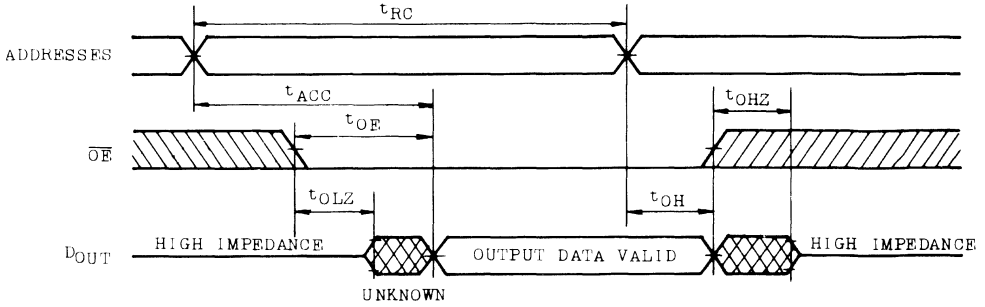 tRC
ADDRESSES
tACC
tOHZ
tOE
OE
tOLZ
tOH
DOUT
HIGH IMPEDANCE
OUTPUT DATA VALID
HIGH IMPEDANCE
UNKNOWN